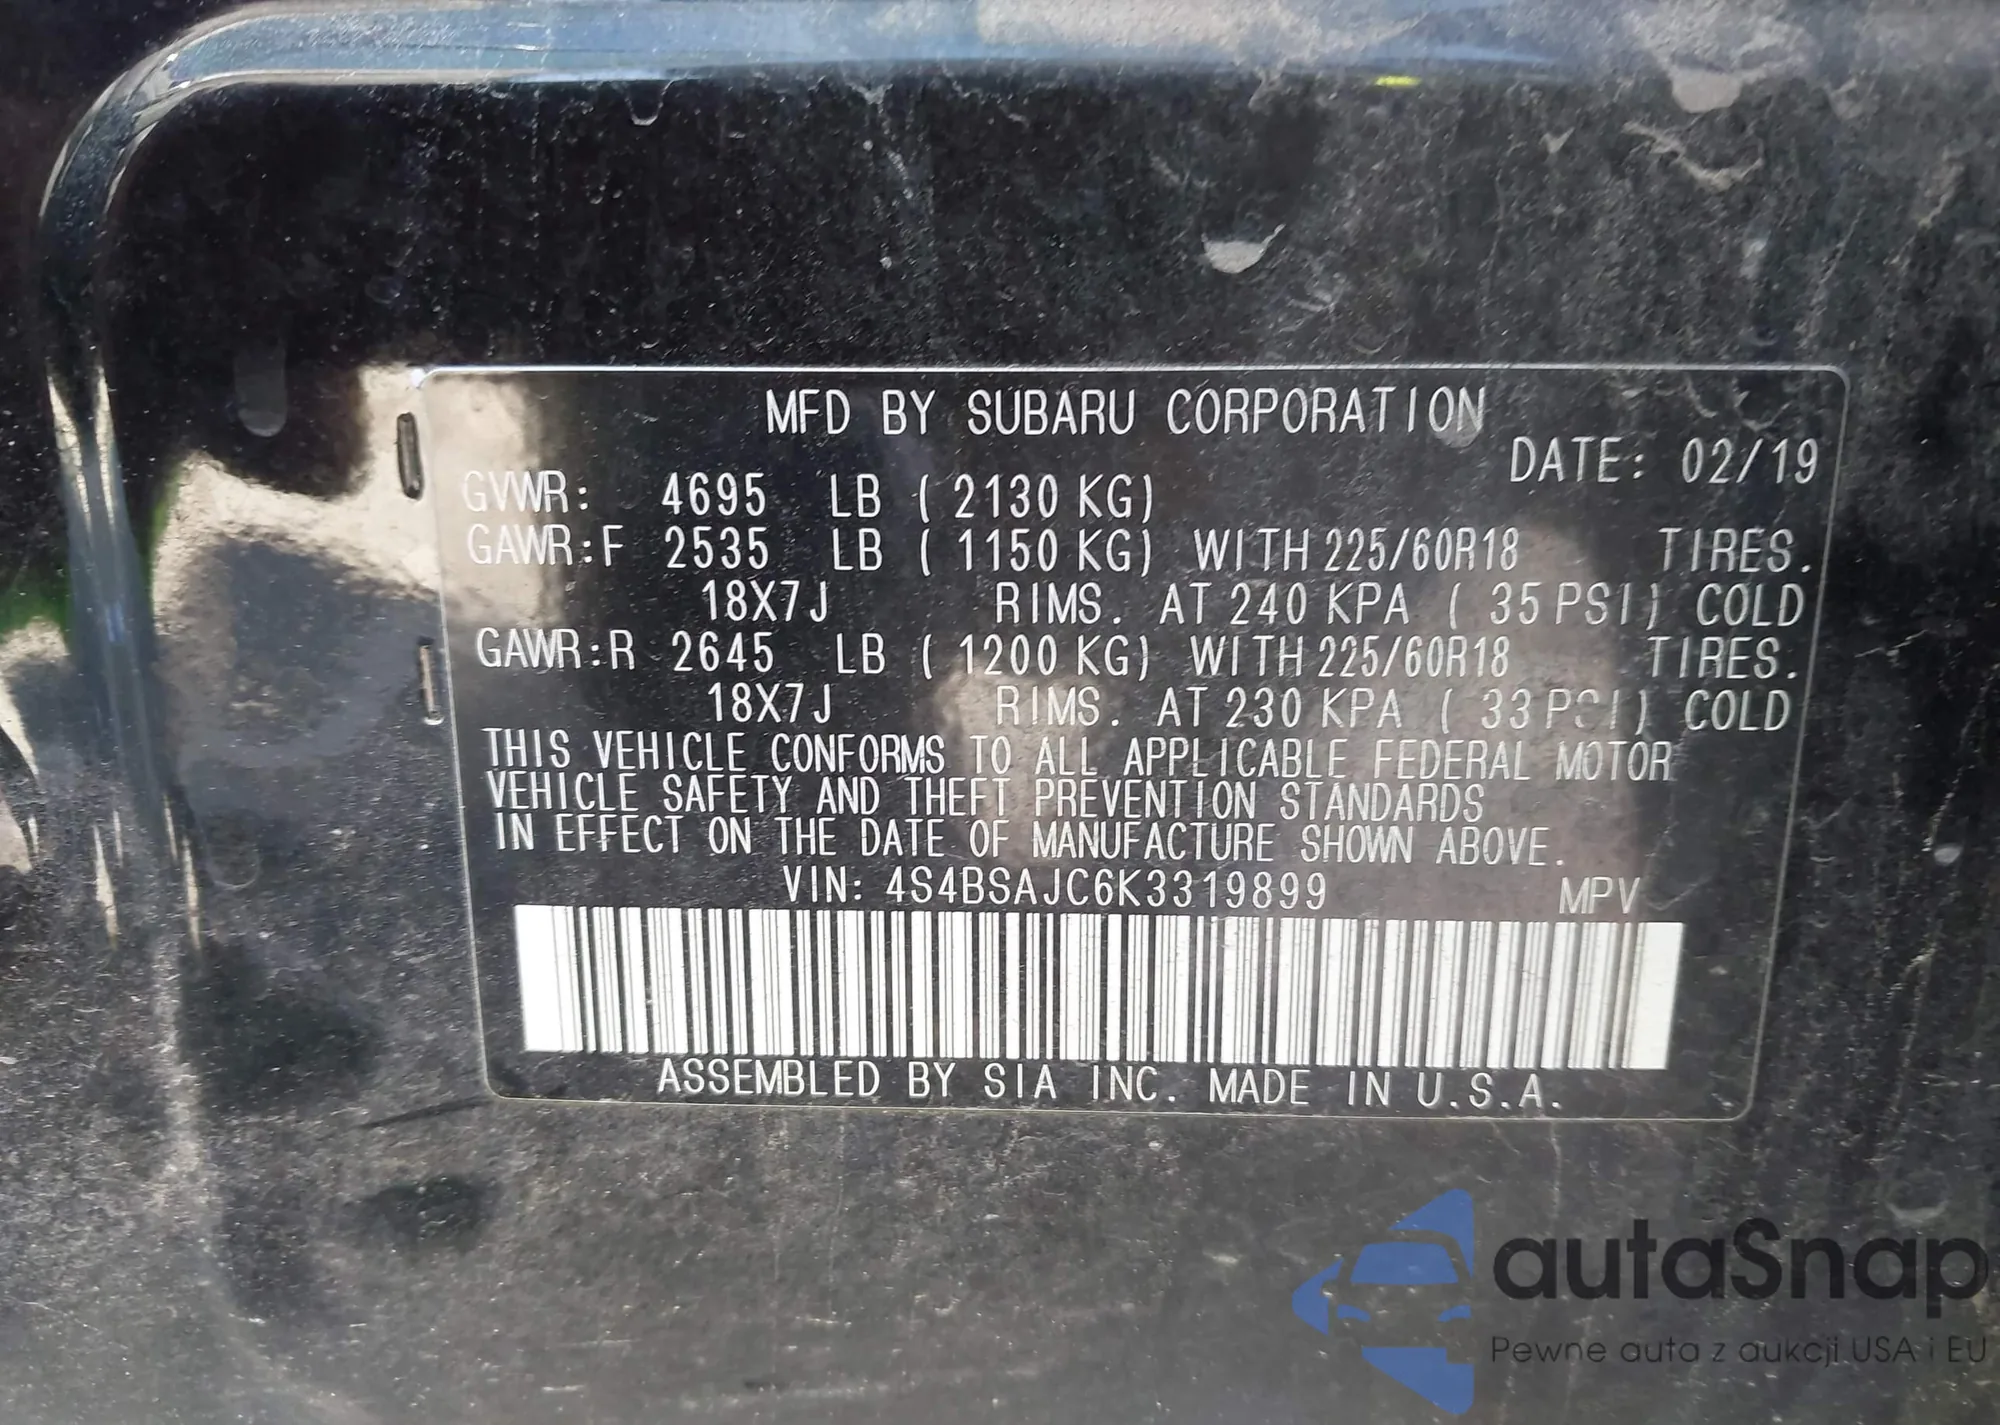 MFD BY SUBARU CORPORATION
DATE: 02/19
GVWR: 4695 LB ( 2130 KG)
GAWR:F 2535 LB ( 1150 KG) WITH 225/60R18 TIRES.
18X7J RIMS. AT 240 KPA ( 35 PSI) COLD
GAWR:R 2645 LB ( 1200 KG) WITH 225/60R18 TIRES.
18X7J RIMS. AT 230 KPA ( 33 PSI) COLD
THIS VEHICLE CONFORMS TO ALL APPLICABLE FEDERAL MOTOR
VEHICLE SAFETY AND THEFT PREVENTION STANDARDS
IN EFFECT ON THE DATE OF MANUFACTURE SHOWN ABOVE.
VIN: 4S4BSAJC6K3319899 MPV
ASSEMBLED BY SIA INC. MADE IN U.S.A.
autaSnap
Pewne auta z aukcji USA i EU